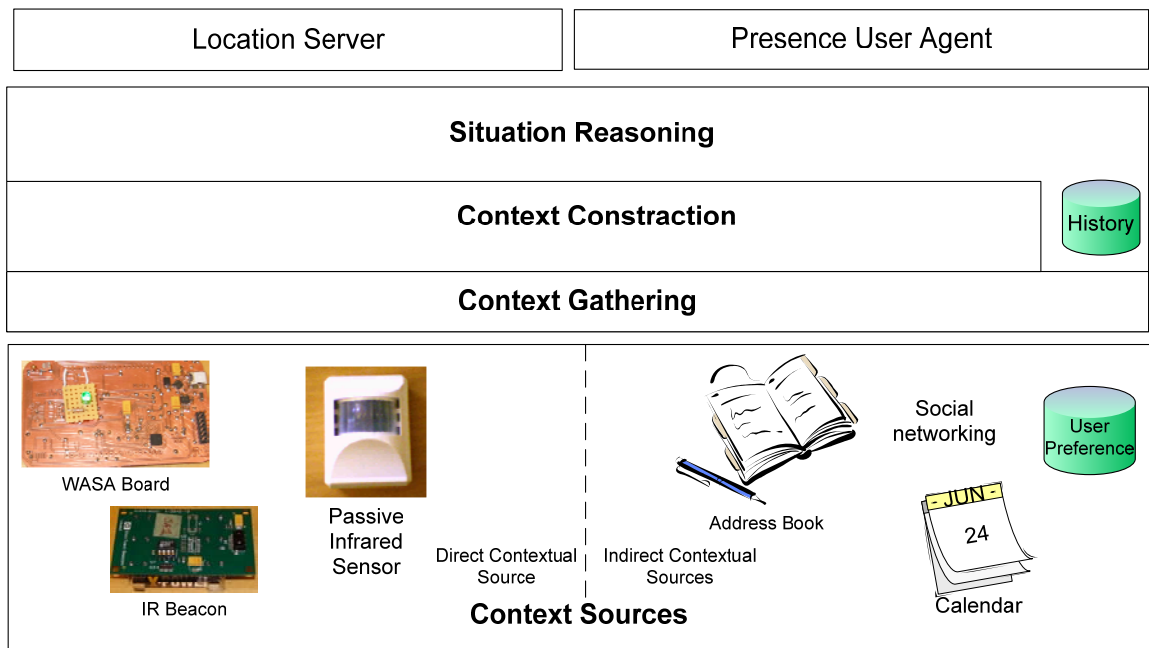 Location Server
Presence User Agent
Situation Reasoning
Context Constraction
History
Context Gathering
WASA Board
Passive
Infrared
Sensor
IR Beacon
Direct Contextual
Source
Indirect Contextual
Sources
Address Book
Social
networking
User
Preference
- JUN -
24
Calendar
Context Sources